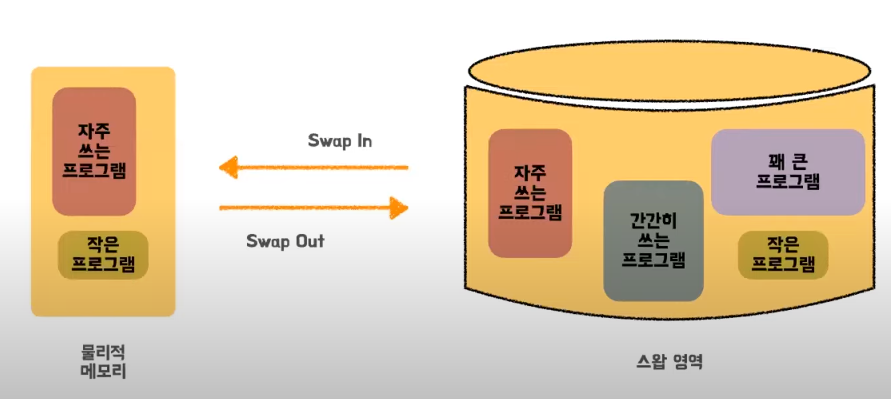 자주
쓰는
프로그램
작은
프로그램
물리적
메모리
Swap In
Swap Out
자주
쓰는
프로그램
간간히
쓰는
프로그램
꽤 큰
프로그램
작은
프로그램
스왑 영역